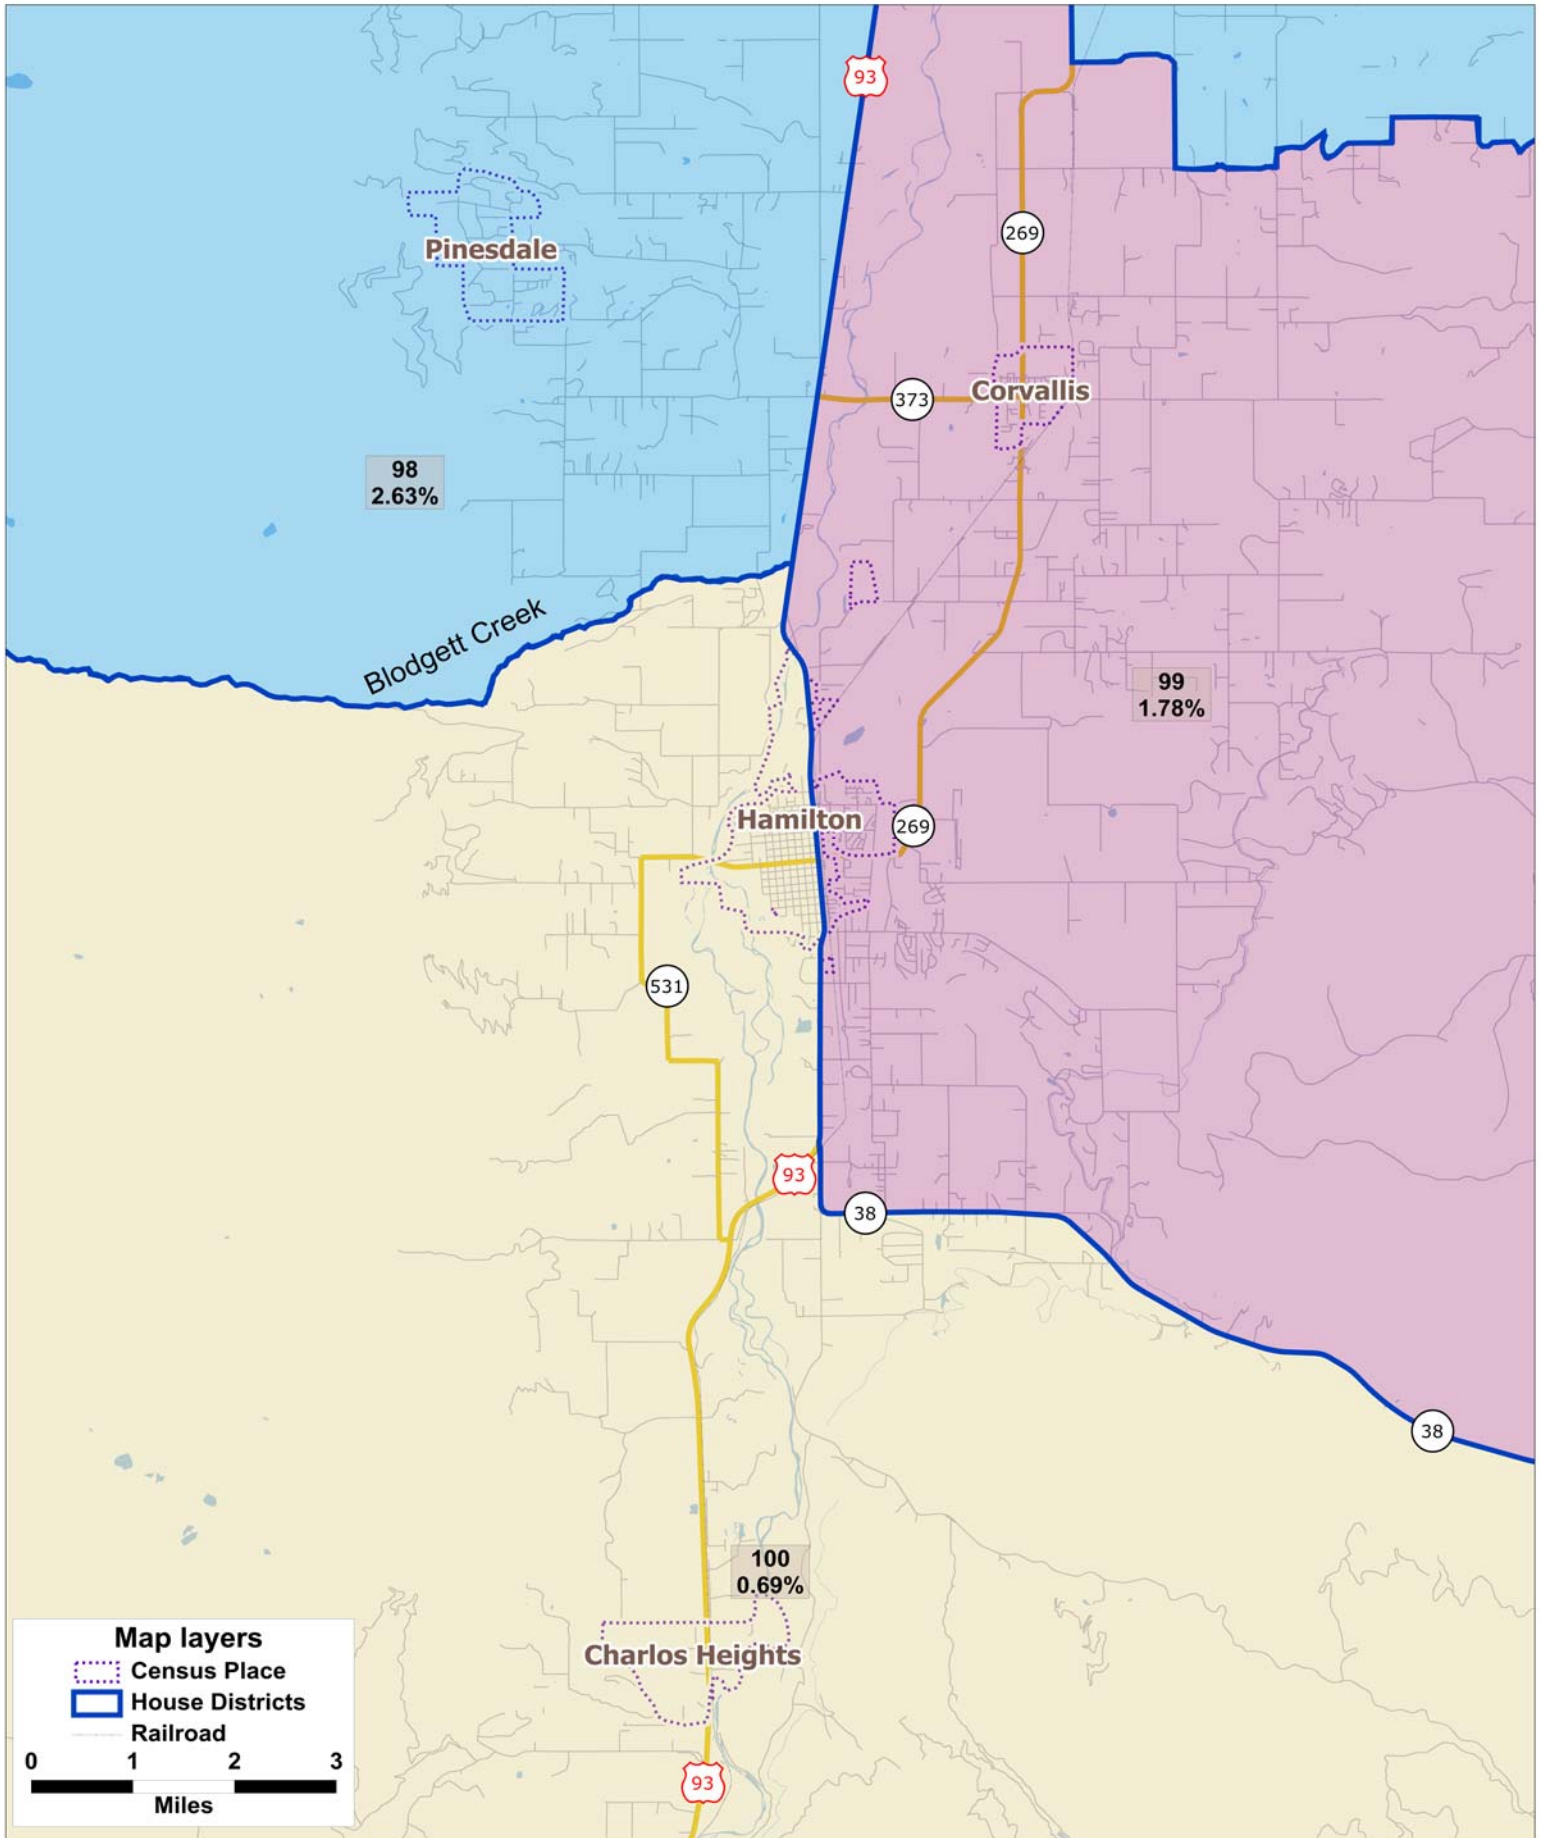 93
269
Pinesdale
Corvallis
373
98
2.63%
Blodgett Creek
99
1.78%
Hamilton
269
531
93
38
38
100
0.69%
Charlos Heights
Map layers
Census Place
House Districts
Railroad
0 1 2 3
Miles
93